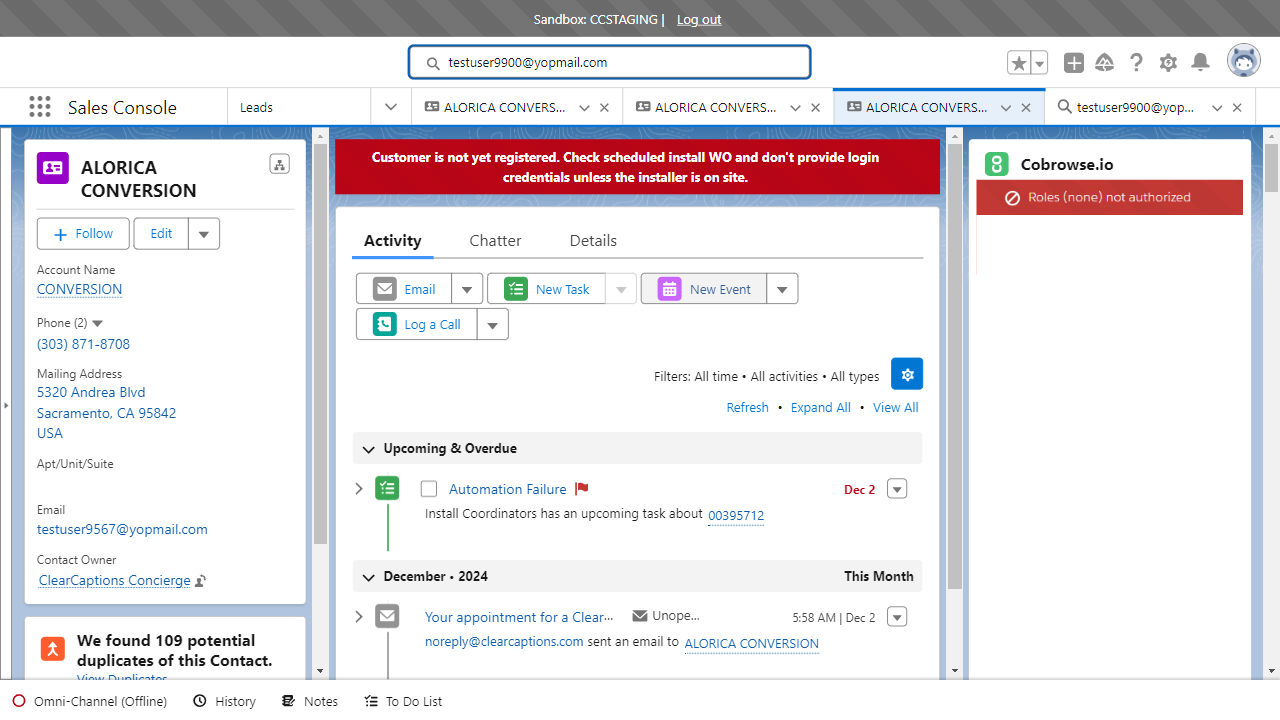 Sandbox: CCSTAGING | Log out
testuser9900@yopmail.com
Sales Console
Leads
ALORICA CONVERS...
ALORICA CONVERS...
ALORICA CONVERS...
testuser9900@yop...
ALORICA
CONVERSION
Follow
Edit
Account Name
CONVERSION
Phone (2)
(303) 871-8708
Mailing Address
5320 Andrea Blvd
Sacramento, CA 95842
USA
Apt/Unit/Suite
Email
testuser9567@yopmail.com
Contact Owner
ClearCaptions Concierge
We found 109 potential
duplicates of this Contact.
View Duplicates
Customer is not yet registered. Check scheduled install WO and don't provide login
credentials unless the installer is on site.
Activity
Chatter
Details
Email
New Task
New Event
Log a Call
Filters: All time • All activities • All types
Refresh • Expand All • View All
Upcoming & Overdue
Automation Failure
Dec 2
Install Coordinators has an upcoming task about 00395712
December • 2024
This Month
Your appointment for a Clear...
Unope...
5:58 AM | Dec 2
noreply@clearcaptions.com sent an email to ALORICA CONVERSION
Cobrowse.io
Roles (none) not authorized
Omni-Channel (Offline)
History
Notes
To Do List